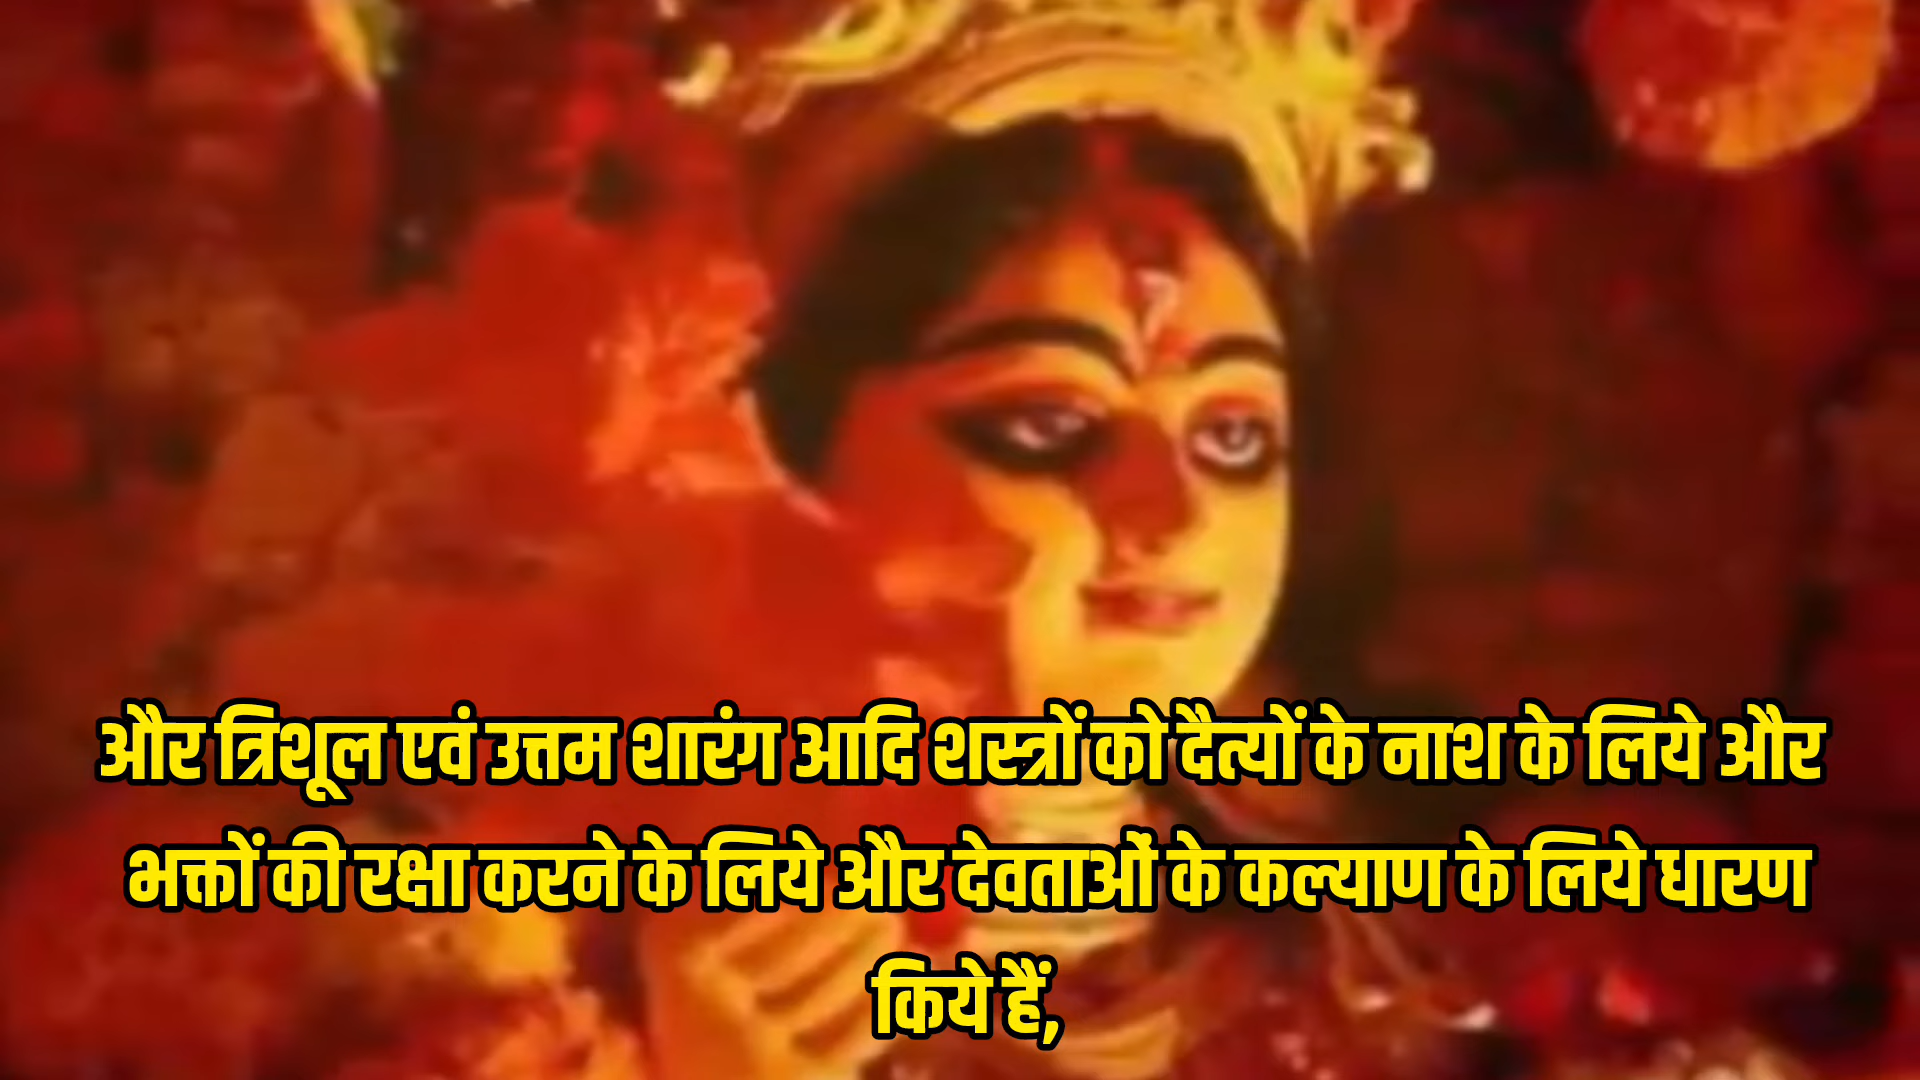 और त्रिशूल एवं उत्तम शारंग आदि शस्त्रों को दैत्यों के नाश के लिये और
भक्तों की रक्षा करने के लिये और देवताओं के कल्याण के लिये धारण
किये हैं,